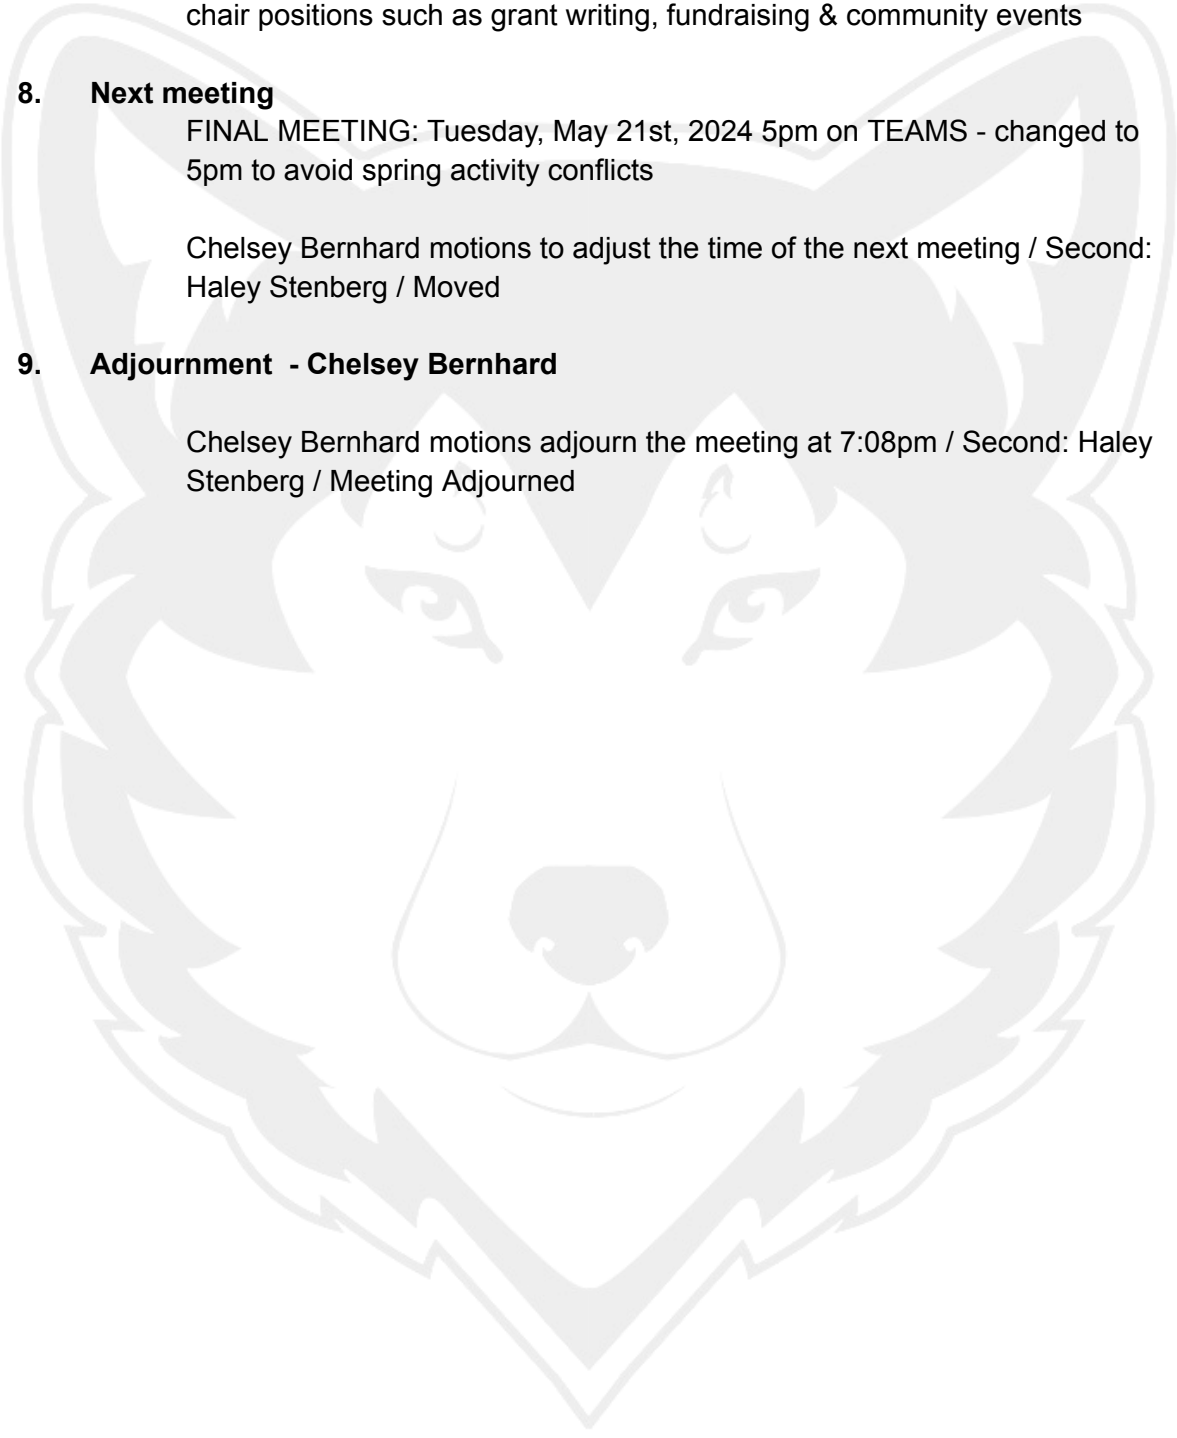 chair positions such as grant writing, fundraising & community events
8. Next meeting
FINAL MEETING: Tuesday, May 21st, 2024 5pm on TEAMS - changed to
5pm to avoid spring activity conflicts
Chelsey Bernhard motions to adjust the time of the next meeting / Second:
Haley Stenberg / Moved
9. Adjournment - Chelsey Bernhard
Chelsey Bernhard motions adjourn the meeting at 7:08pm / Second: Haley
Stenberg / Meeting Adjourned